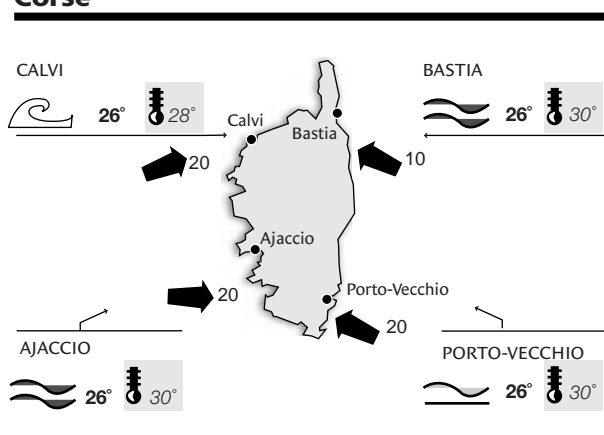 Corse
CALVI
26° 28°
BASTIA
26° 30°
Calvi
Bastia
20
10
Ajaccio
20
Porto-Vecchio
20
AJACCIO
26° 30°
PORTO-VECCHIO
26° 30°